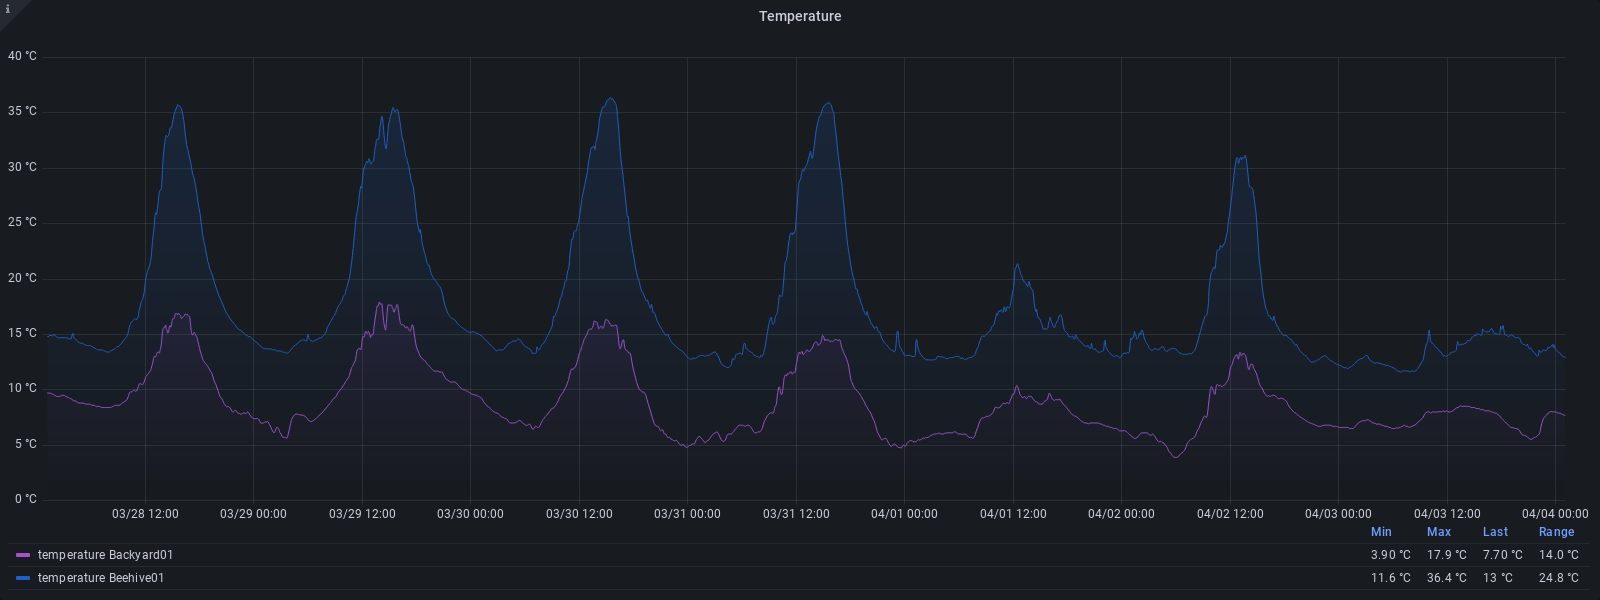 i
Temperature
40 °C
35 °C
30 °C
25 °C
20 °C
15 °C
10 °C
5 °C
0 °C
03/28 12:00 03/29 00:00 03/29 12:00 03/30 00:00 03/30 12:00 03/31 00:00 03/31 12:00 04/01 00:00 04/01 12:00 04/02 00:00 04/02 12:00 04/03 00:00 04/03 12:00 04/04 00:00
Min Max Last Range
temperature Backyard01 3.90 °C 17.9 °C 7.70 °C 14.0 °C
temperature Beehive01 11.6 °C 36.4 °C 13 °C 24.8 °C